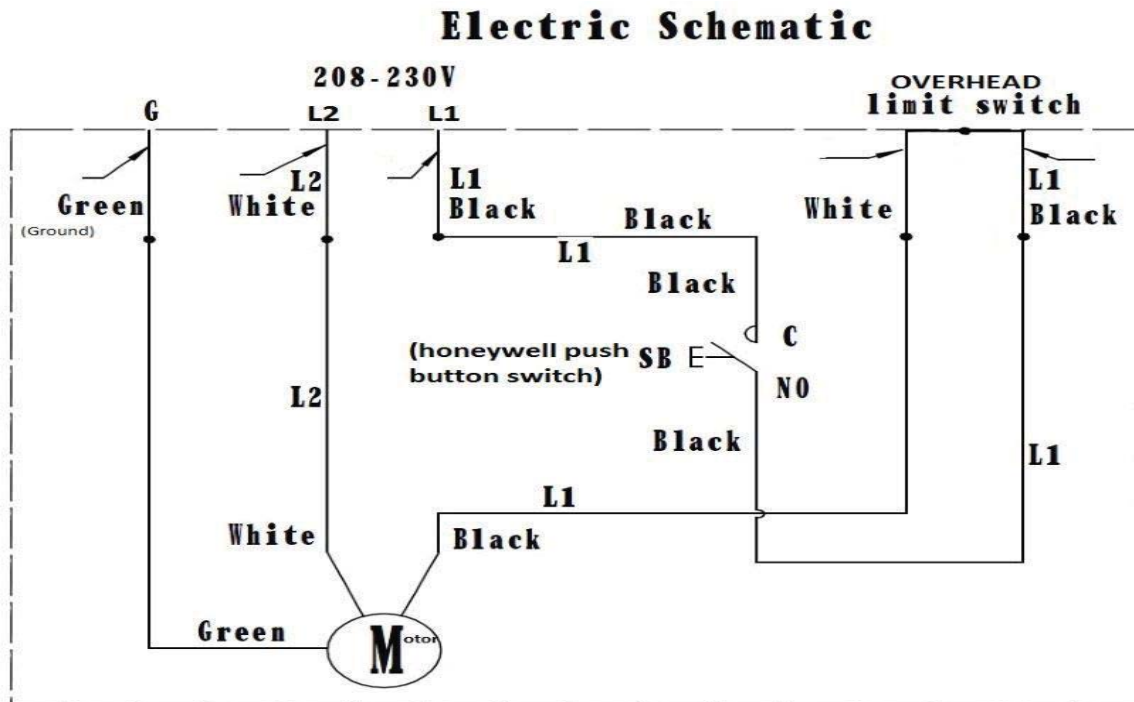 Electric Schematic
208-230V
OVERHEAD
limit switch
G
L2
L1
L2
White
L1
Black
Green
(Ground)
White
L1
Black
Black
L1
Black
C
(honeywell push
button switch)
SB
NO
L2
Black
L1
L1
White
Black
Green
Motor